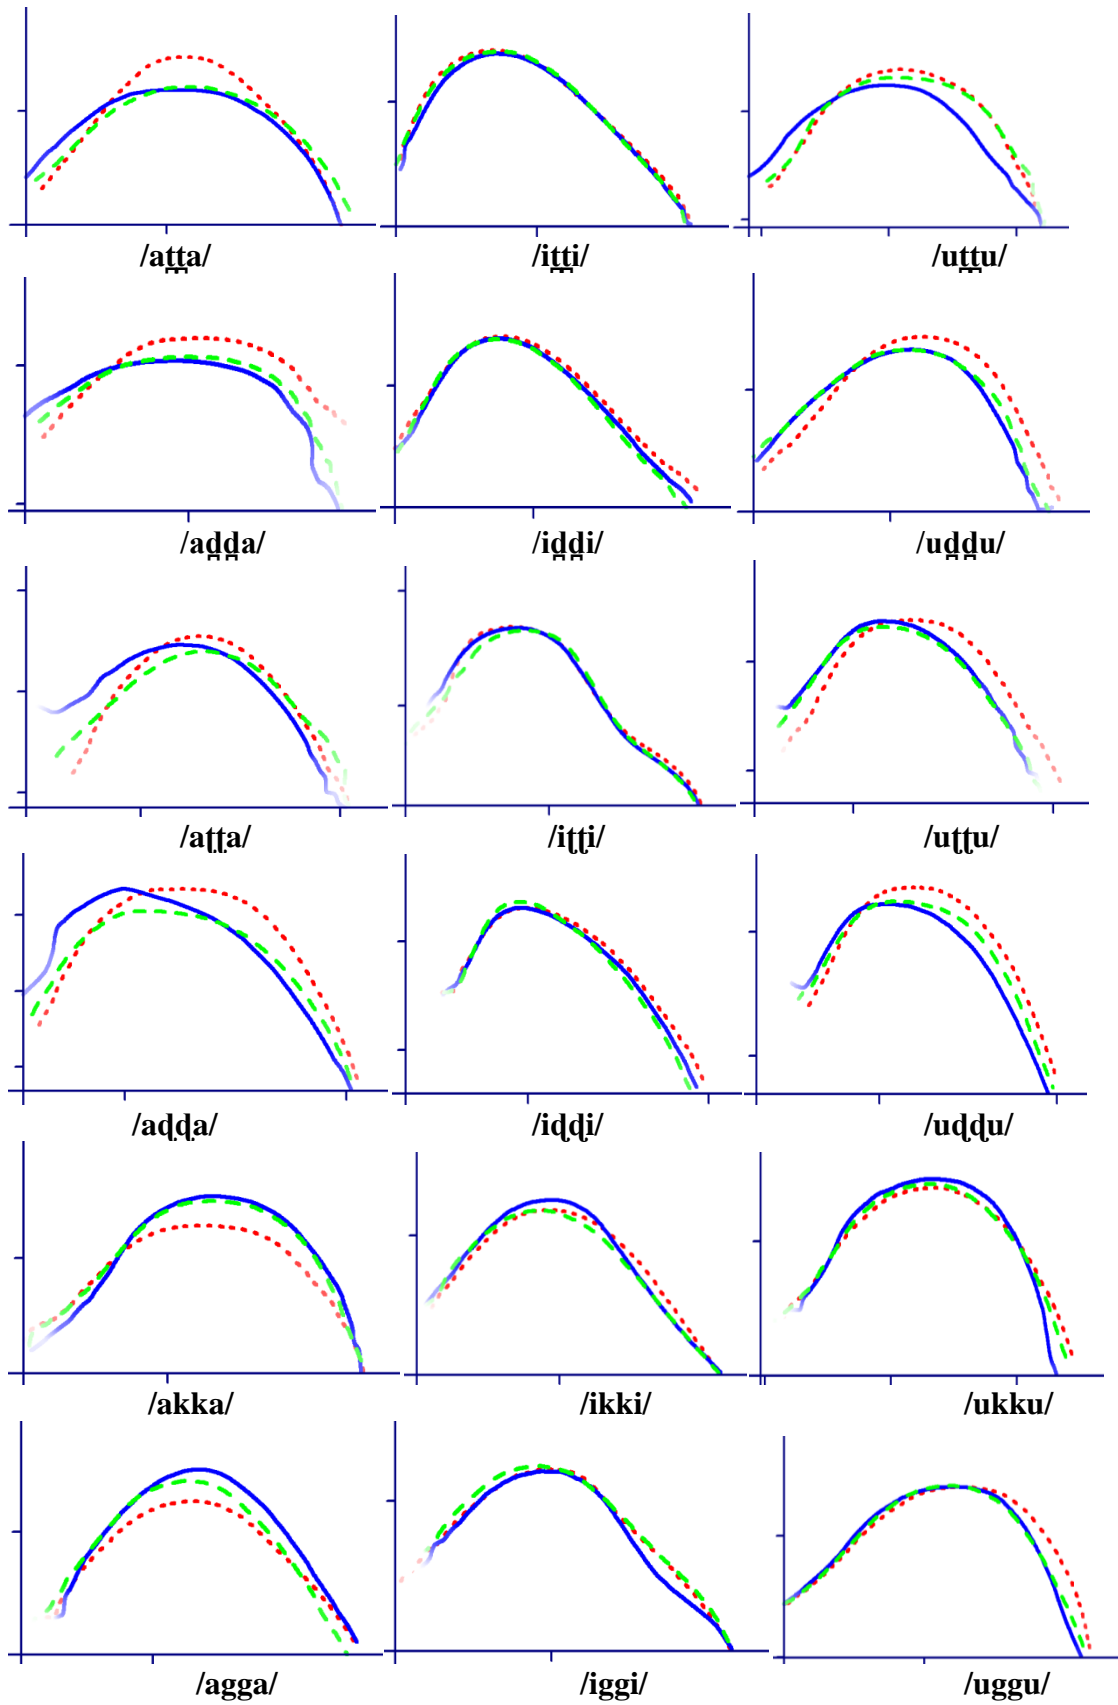 /at̪t̪a/ /it̪t̪i/ /ut̪t̪u/
/ad̪d̪a/ /id̪d̪i/ /ud̪d̪u/
/aʈʈa/ /iʈʈi/ /uʈʈu/
/aɖɖa/ /iɖɖi/ /uɖɖu/
/akka/ /ikki/ /ukku/
/agga/ /iggi/ /uggu/